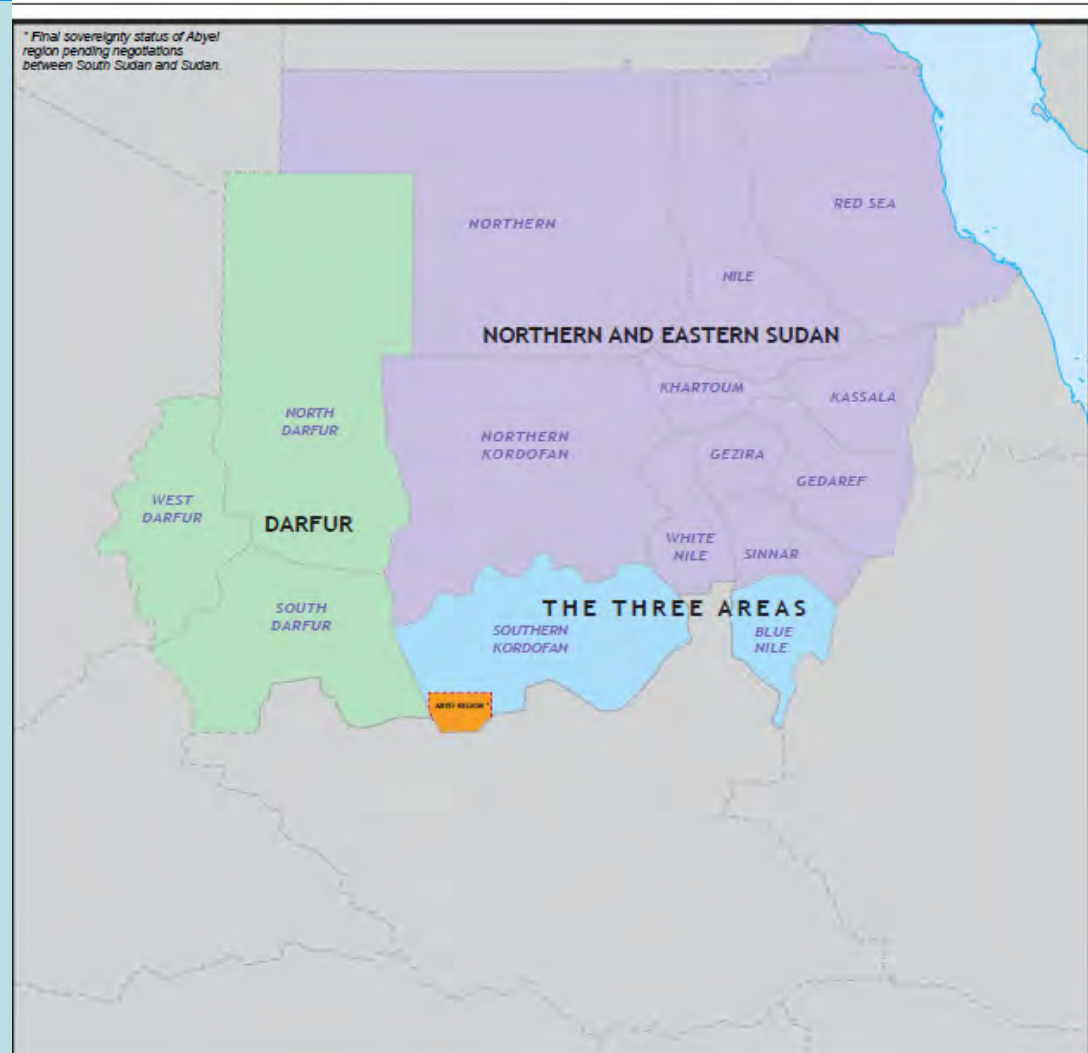 * Final sovereignty status of Abyei
region pending negotiations
between South Sudan and Sudan.
RED SEA
NORTHERN
NILE
NORTHERN AND EASTERN SUDAN
KHARTOUM
KASSALA
NORTH
DARFUR
NORTHERN
KORDOFAN
GEZIRA
GEDAREF
WEST
DARFUR
DARFUR
WHITE
NILE
SINNAR
THE THREE AREAS
SOUTH
DARFUR
SOUTHERN
KORDOFAN
BLUE
NILE
ABYEI REGION *